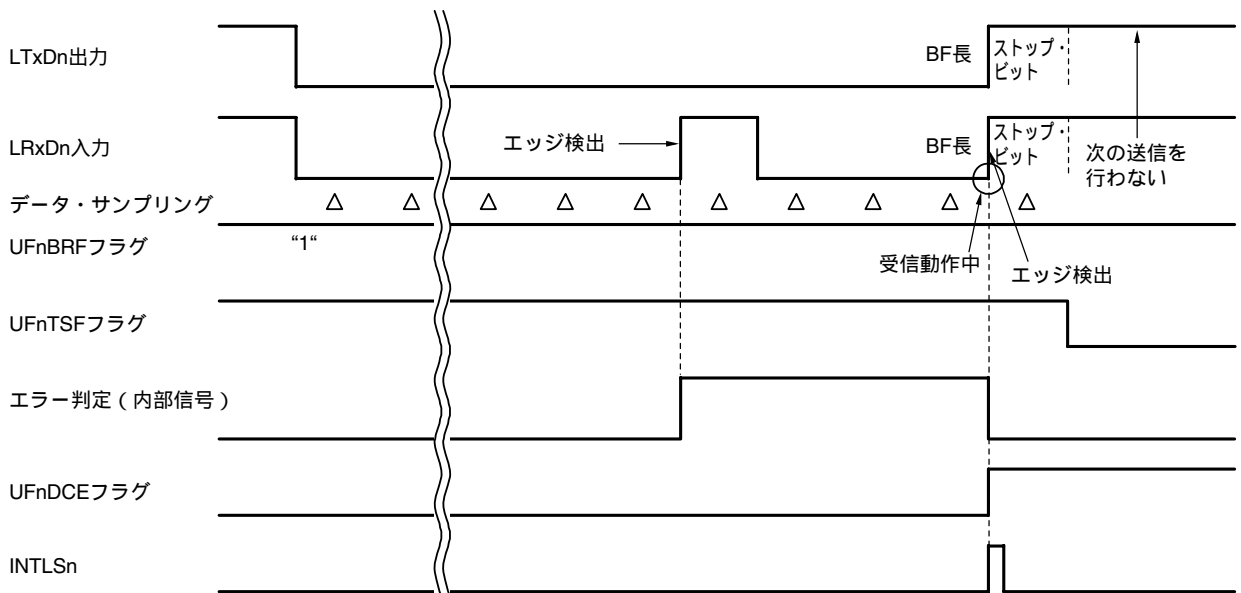 LTxDn出力
BF長
ストップ・
ビット
LRxDn入力
エッジ検出
BF長
ストップ・
ビット
次の送信を
行わない
データ・サンプリング
UFnBRFフラグ
“1“
受信動作中
エッジ検出
UFnTSFフラグ
エラー判定（内部信号）
UFnDCEフラグ
INTLSn